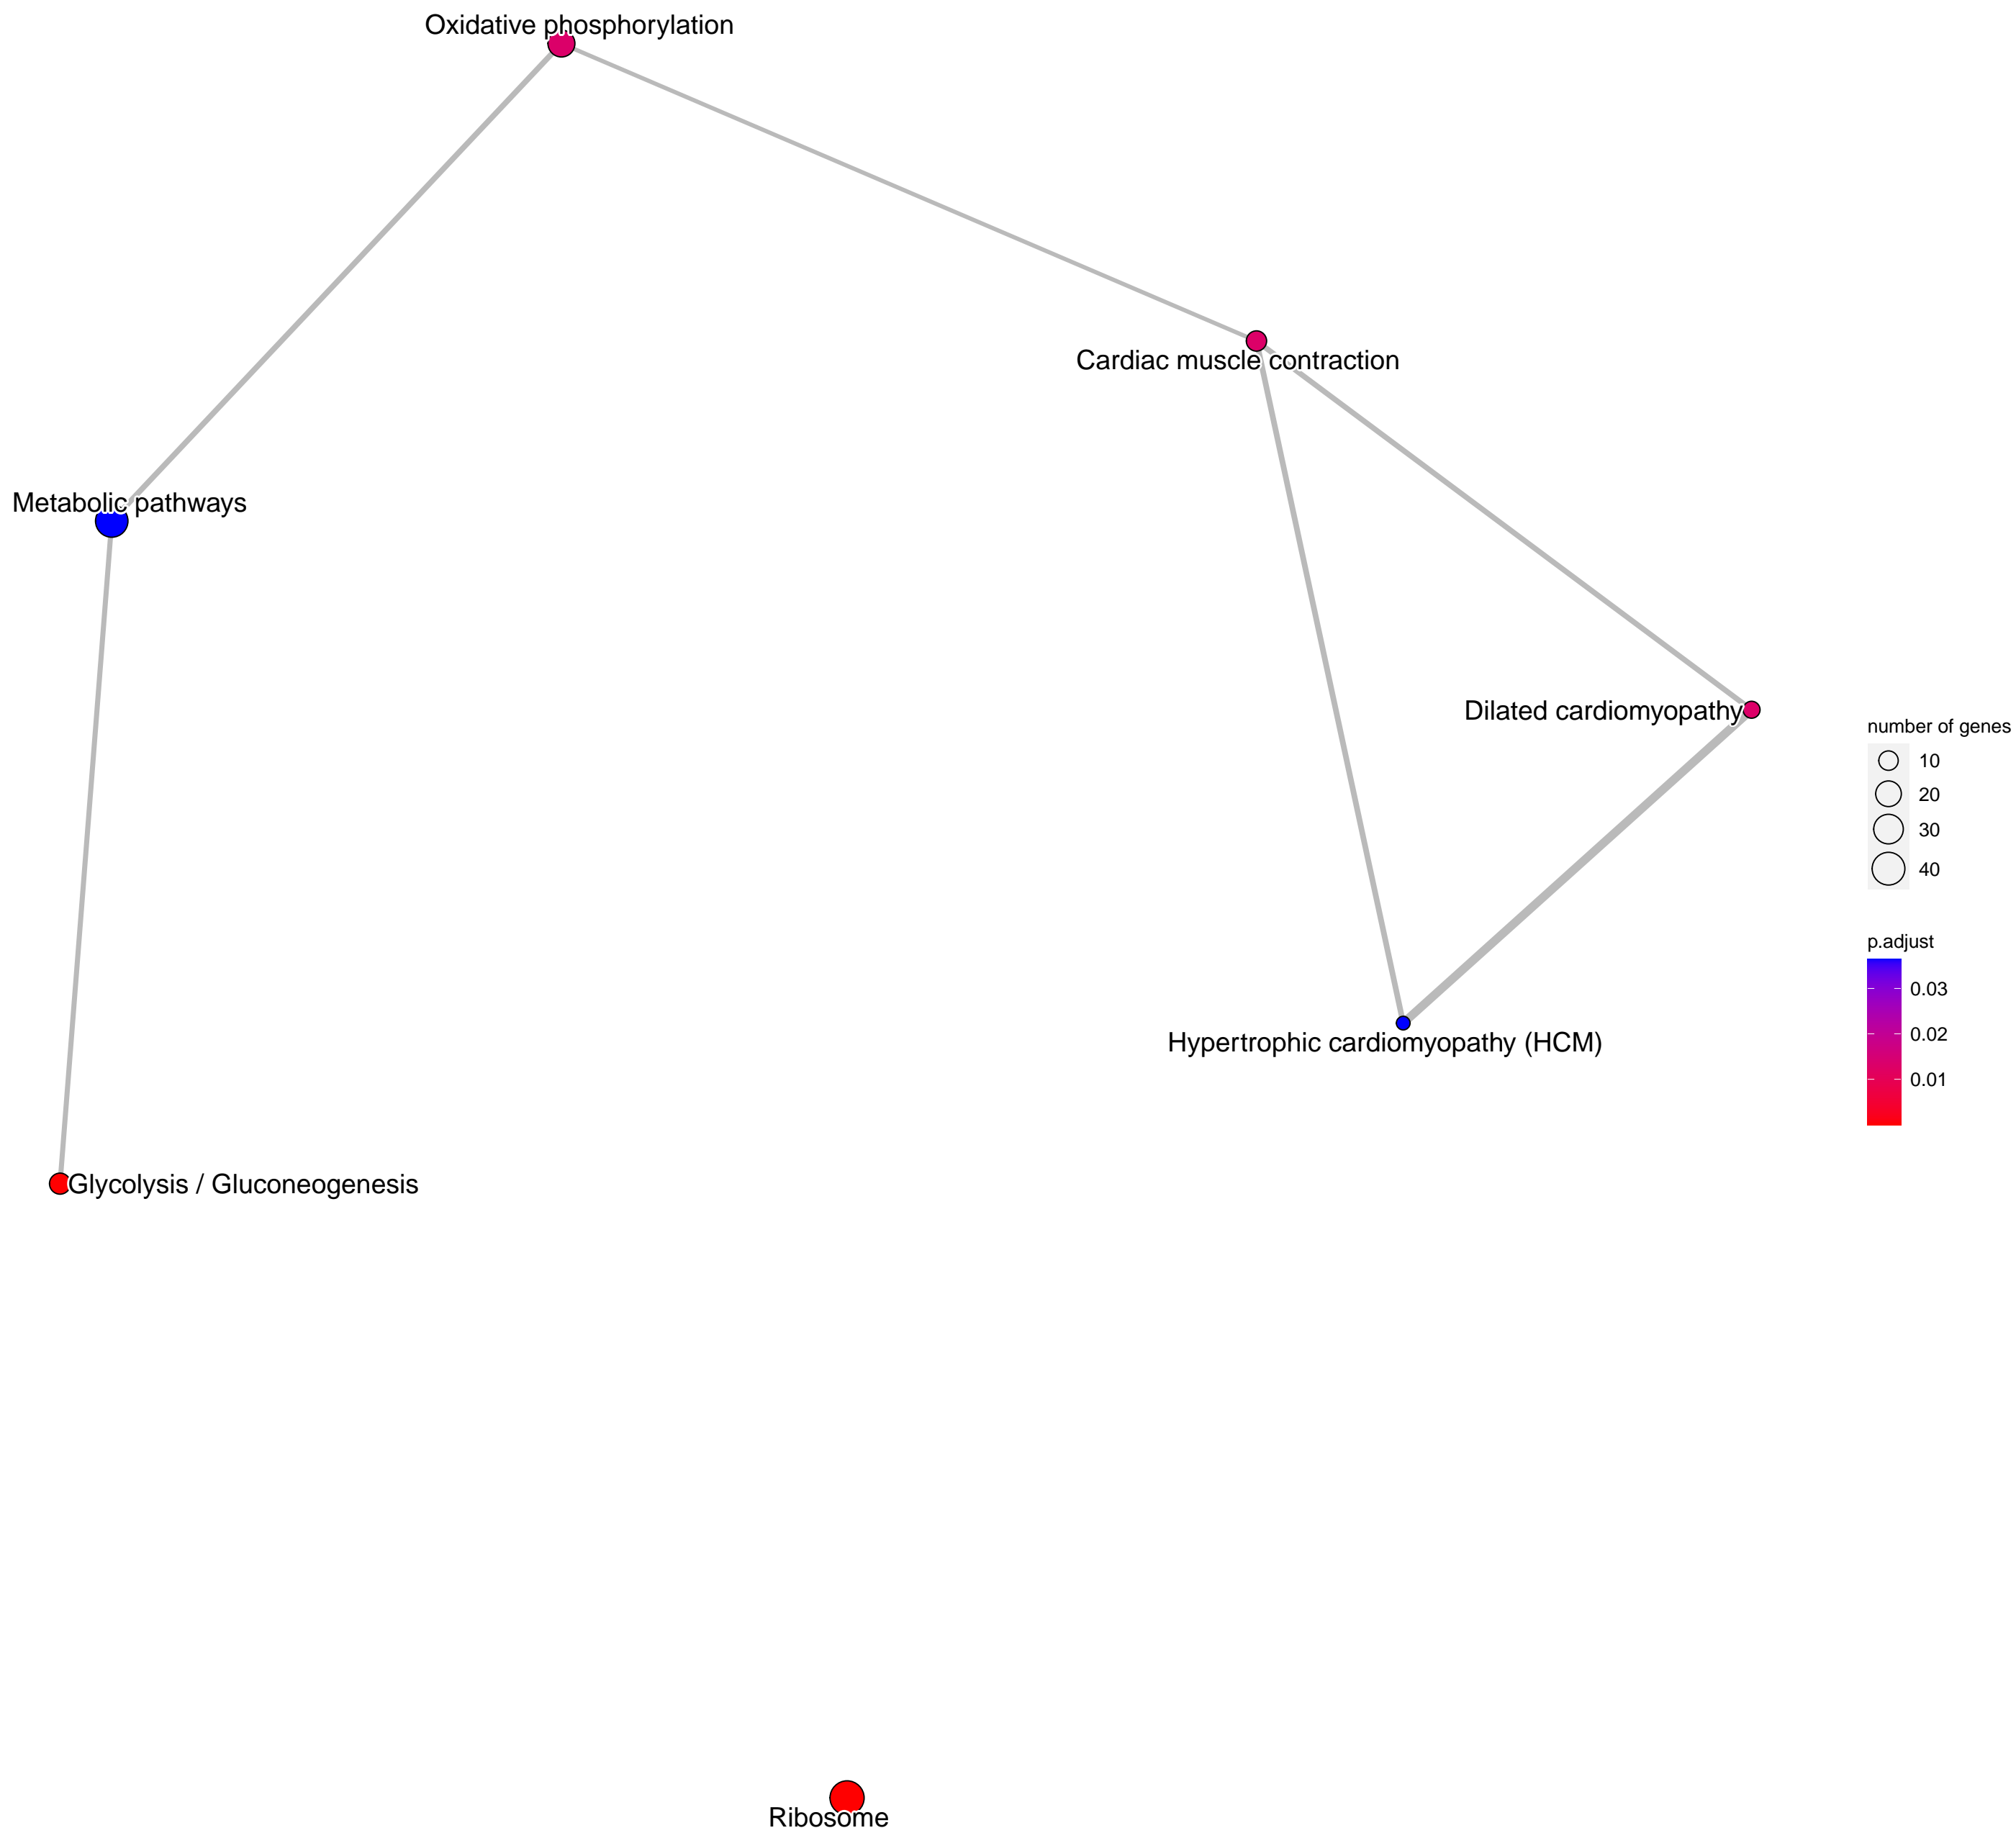 Oxidative phosphorylation
Cardiac muscle contraction
Metabolic pathways
Dilated cardiomyopathy
number of genes
10
20
30
40
p.adjust
0.03
0.02
0.01
Hypertrophic cardiomyopathy (HCM)
Glycolysis / Gluconeogenesis
Ribosome